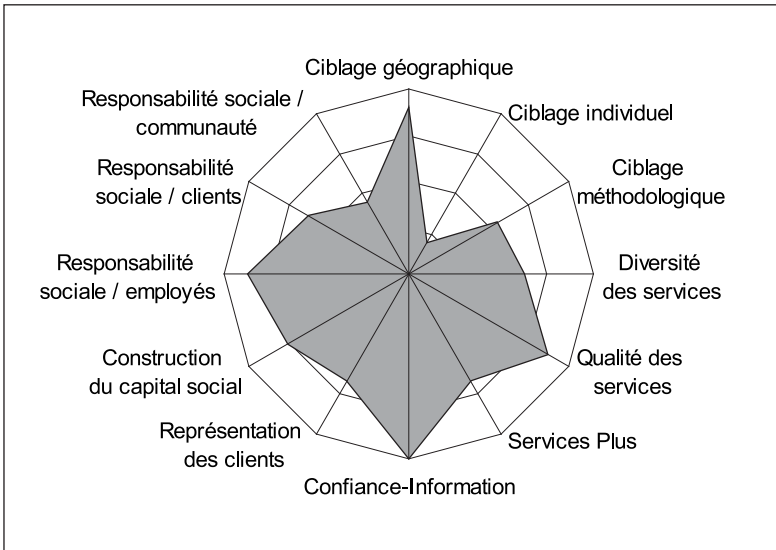 Ciblage géographique
Ciblage individuel
Ciblage
méthodologique
Diversité
des services
Qualité des
services
Services Plus
Confiance-Information
Représentation
des clients
Construction
du capital social
Responsabilité
sociale / employés
Responsabilité
sociale / clients
Responsabilité sociale /
communauté